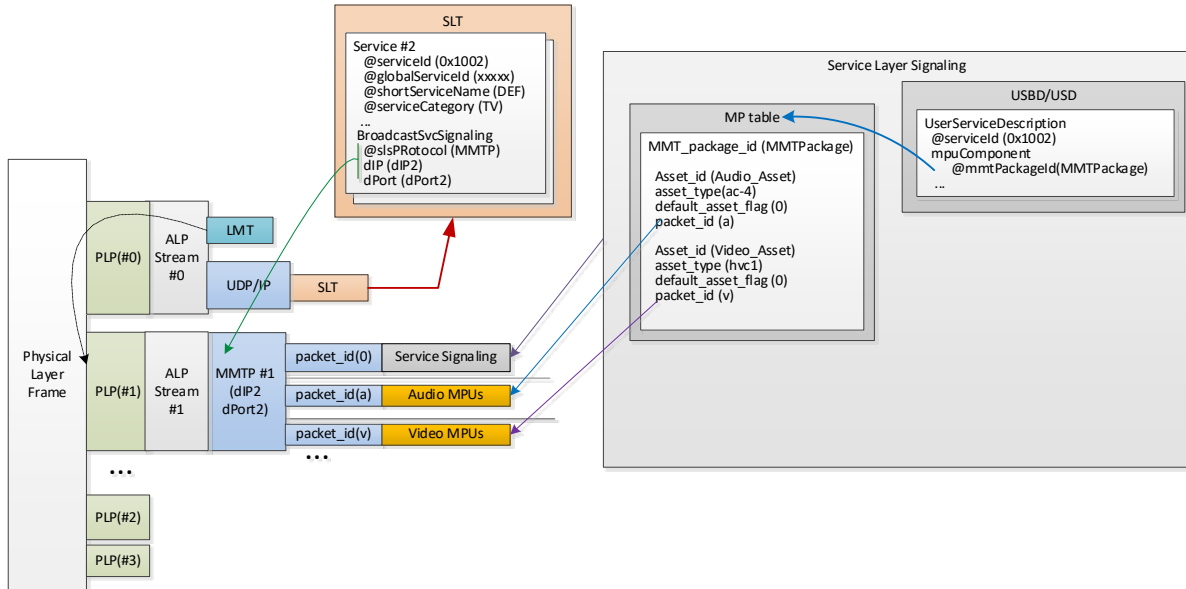 SLT
Service #2
@serviceId (0x1002)
@globalServiceId (xxxxx)
@shortServiceName (DEF)
@serviceCategory (TV)
...
BroadcastSvcSignaling
@slsPRotocol (MMTP)
dIP (dIP2)
dPort (dPort2)
Service Layer Signaling
USBD/USD
UserServiceDescription
@serviceId (0x1002)
mpuComponent
@mmtPackageId(MMTPackage)
...
MP table
MMT_package_id (MMTPackage)
Asset_id (Audio_Asset)
asset_type(ac-4)
default_asset_flag (0)
packet_id (a)
Asset_id (Video_Asset)
asset_type (hvc1)
default_asset_flag (0)
packet_id (v)
Physical
Layer
Frame
PLP(#0)
ALP
Stream
#0
LMT
UDP/IP
SLT
PLP(#1)
ALP
Stream
#1
MMTP #1
(dIP2
dPort2)
packet_id(0)
Service Signaling
packet_id(a)
Audio MPUs
packet_id(v)
Video MPUs
...
...
PLP(#2)
PLP(#3)